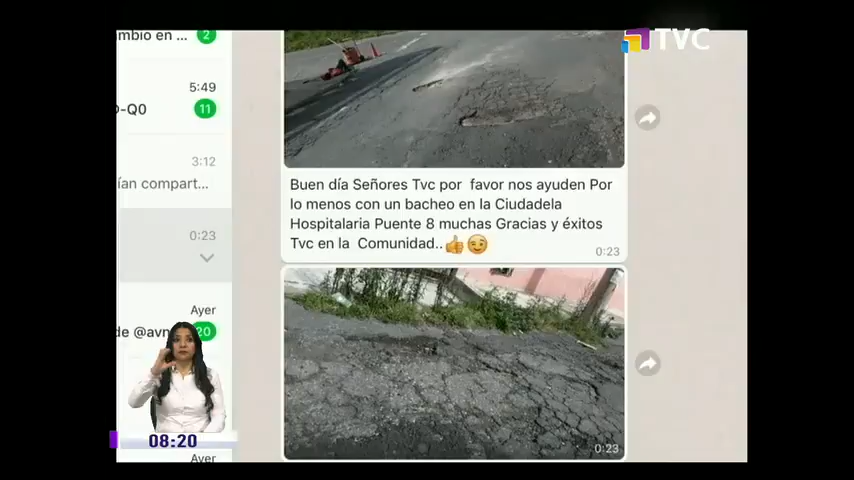 mbio en ...
2
TVC
5:49
O-Q0
11
3:12
ían compart...
Buen día Señores Tvc por favor nos ayuden Por
lo menos con un bacheo en la Ciudadela
Hospitalaria Puente 8 muchas Gracias y éxitos
Tvc en la Comunidad..👍😉
0:23
0:23
Ayer
de @avn
20
0:23
08:20
Ayer